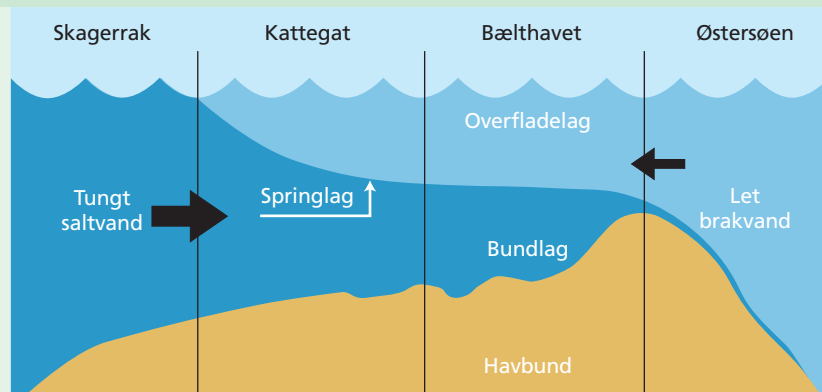 Skagerrak
Kattegat
Bælthavet
Østersøen
Overfladelag
Tungt
saltvand
Springlag
Let
brakvand
Bundlag
Havbund